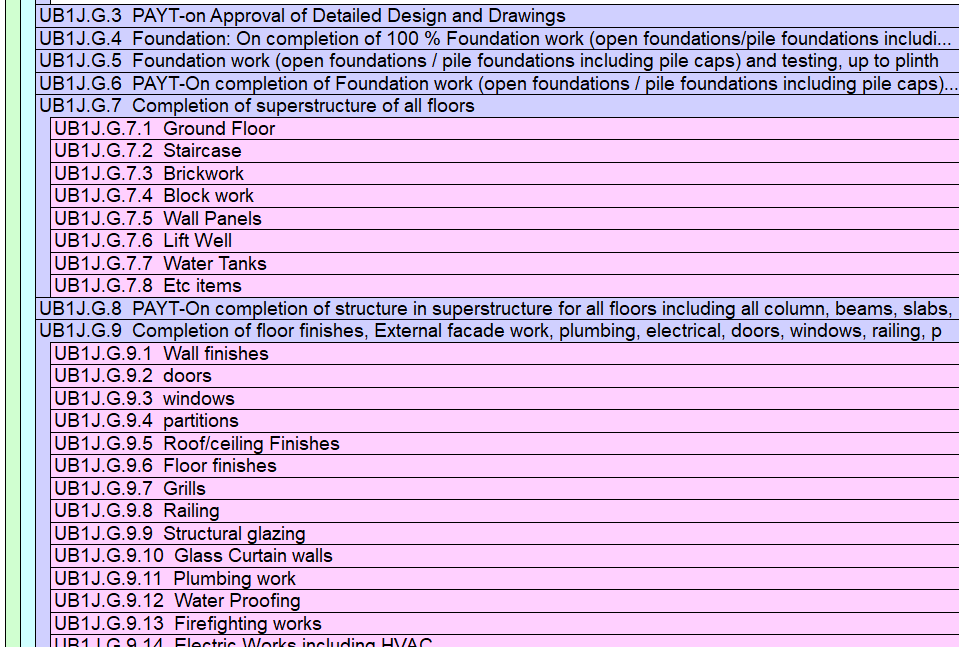 UB1J.G.3 PAYT-on Approval of Detailed Design and Drawings
UB1J.G.4 Foundation: On completion of 100 % Foundation work (open foundations/pile foundations includi...
UB1J.G.5 Foundation work (open foundations / pile foundations including pile caps) and testing, up to plinth
UB1J.G.6 PAYT-On completion of Foundation work (open foundations / pile foundations including pile caps)...
UB1J.G.7 Completion of superstructure of all floors
UB1J.G.7.1 Ground Floor
UB1J.G.7.2 Staircase
UB1J.G.7.3 Brickwork
UB1J.G.7.4 Block work
UB1J.G.7.5 Wall Panels
UB1J.G.7.6 Lift Well
UB1J.G.7.7 Water Tanks
UB1J.G.7.8 Etc items
UB1J.G.8 PAYT-On completion of structure in superstructure for all floors including all column, beams, slabs,
UB1J.G.9 Completion of floor finishes, External facade work, plumbing, electrical, doors, windows, railing, p
UB1J.G.9.1 Wall finishes
UB1J.G.9.2 doors
UB1J.G.9.3 windows
UB1J.G.9.4 partitions
UB1J.G.9.5 Roof/ceiling Finishes
UB1J.G.9.6 Floor finishes
UB1J.G.9.7 Grills
UB1J.G.9.8 Railing
UB1J.G.9.9 Structural glazing
UB1J.G.9.10 Glass Curtain walls
UB1J.G.9.11 Plumbing work
UB1J.G.9.12 Water Proofing
UB1J.G.9.13 Firefighting works
UB1J.G.9.14 Electric Works including HVAC